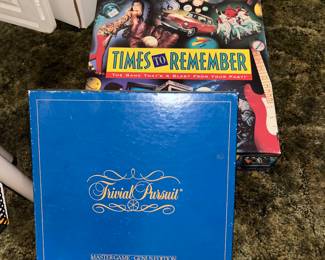 TIMES TO REMEMBER
THE GAME THAT'S A BLAST FROM YOUR PAST!
Trivial Pursuit
MASTER GAME - GENUS EDITION